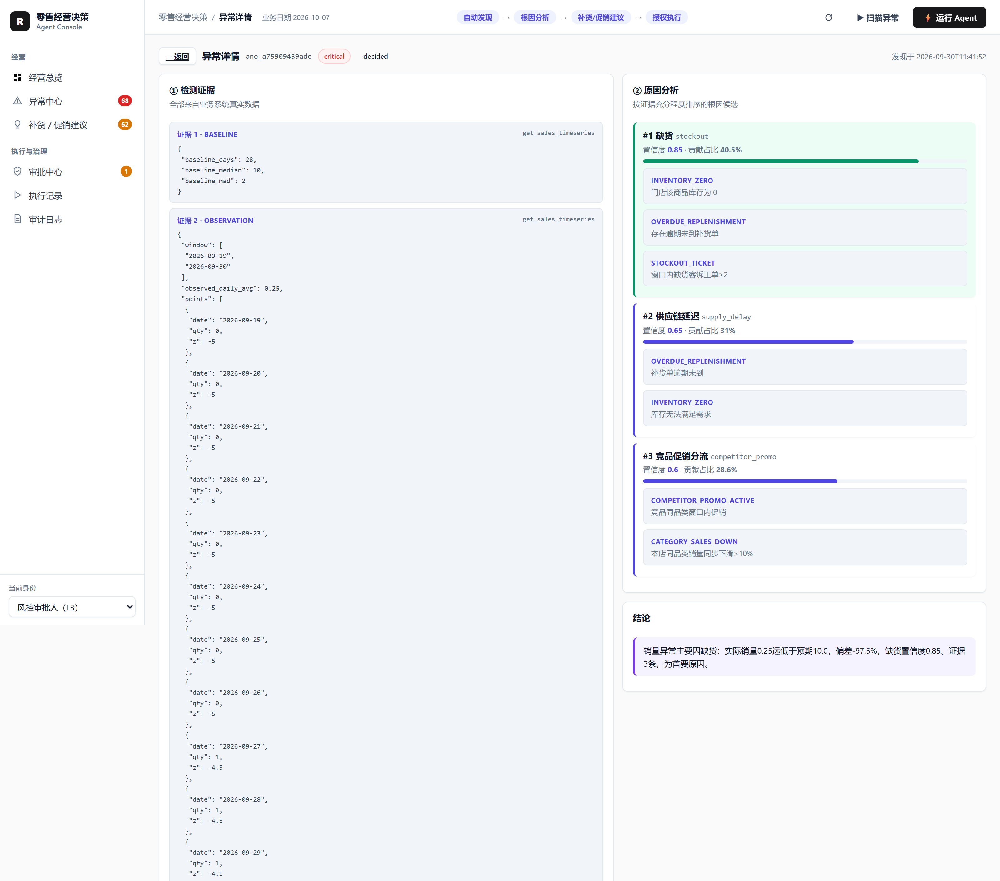 R
零售经营决策
Agent Console
经营
经营总览
异常中心
68
补货 / 促销建议
62
执行与治理
审批中心
1
执行记录
审计日志
当前身份
风控审批人（L3）
零售经营决策 / 异常详情 业务日期 2026-10-07
自动发现 → 根因分析 → 补货/促销建议 → 授权执行
▶ 扫描异常
运行 Agent
← 返回
异常详情 ano_a75909439adc critical decided
发现于 2026-09-30T11:41:52
① 检测证据
全部来自业务系统真实数据
证据 1 · BASELINE get_sales_timeseries
{
"baseline_days": 28,
"baseline_median": 10,
"baseline_mad": 2
}
证据 2 · OBSERVATION get_sales_timeseries
{
"window": [
"2026-09-19",
"2026-09-30"
],
"observed_daily_avg": 0.25,
"points": [
{
"date": "2026-09-19",
"qty": 0,
"z": -5
},
{
"date": "2026-09-20",
"qty": 0,
"z": -5
},
{
"date": "2026-09-21",
"qty": 0,
"z": -5
},
{
"date": "2026-09-22",
"qty": 0,
"z": -5
},
{
"date": "2026-09-23",
"qty": 0,
"z": -5
},
{
"date": "2026-09-24",
"qty": 0,
"z": -5
},
{
"date": "2026-09-25",
"qty": 0,
"z": -5
},
{
"date": "2026-09-26",
"qty": 0,
"z": -5
},
{
"date": "2026-09-27",
"qty": 1,
"z": -4.5
},
{
"date": "2026-09-28",
"qty": 1,
"z": -4.5
},
{
"date": "2026-09-29",
"qty": 1,
"z": -4.5
② 原因分析
按证据充分程度排序的根因候选
#1 缺货 stockout
置信度 0.85 · 贡献占比 40.5%
INVENTORY_ZERO
门店该商品库存为 0
OVERDUE_REPLENISHMENT
存在逾期未到补货单
STOCKOUT_TICKET
窗口内缺货客诉工单≥2
#2 供应链延迟 supply_delay
置信度 0.65 · 贡献占比 31%
OVERDUE_REPLENISHMENT
补货单逾期未到
INVENTORY_ZERO
库存无法满足需求
#3 竞品促销分流 competitor_promo
置信度 0.6 · 贡献占比 28.6%
COMPETITOR_PROMO_ACTIVE
竞品同品类窗口内促销
CATEGORY_SALES_DOWN
本店同品类销量同步下滑>10%
结论
销量异常主要因缺货：实际销量0.25远低于预期10.0，偏差-97.5%，缺货置信度0.85、证据
3条，为首要原因。